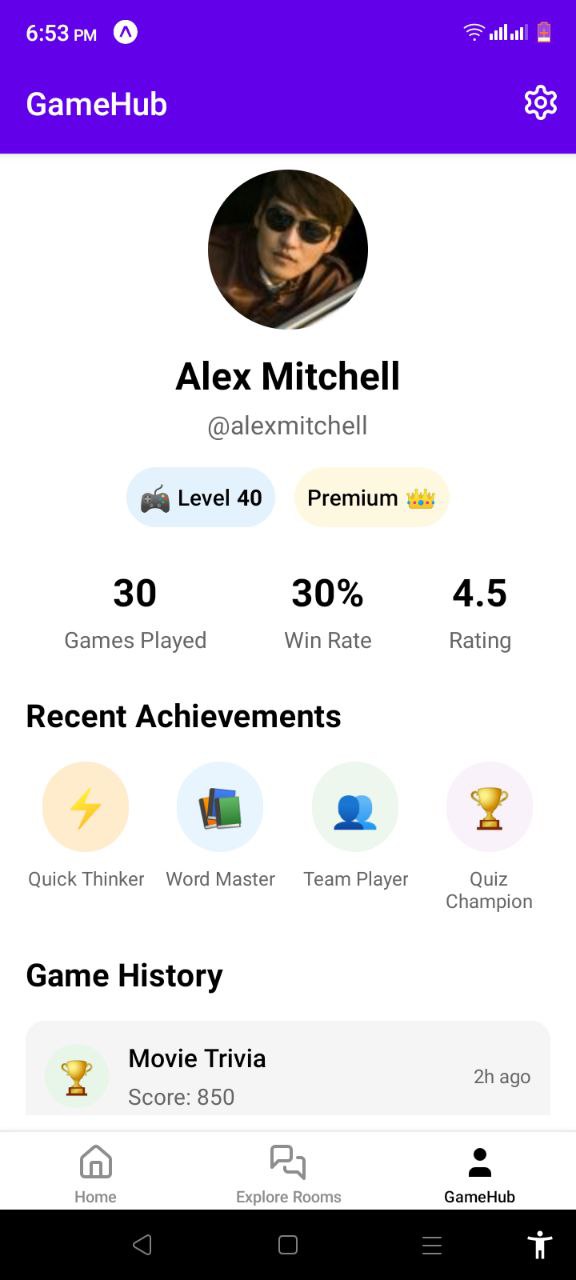 6:53 PM
GameHub
Alex Mitchell
@alexmitchell
Level 40
Premium
30
30%
4.5
Games Played
Win Rate
Rating
Recent Achievements
Quick Thinker
Word Master
Team Player
Quiz
Champion
Game History
Movie Trivia
2h ago
Score: 850
Home
Explore Rooms
GameHub